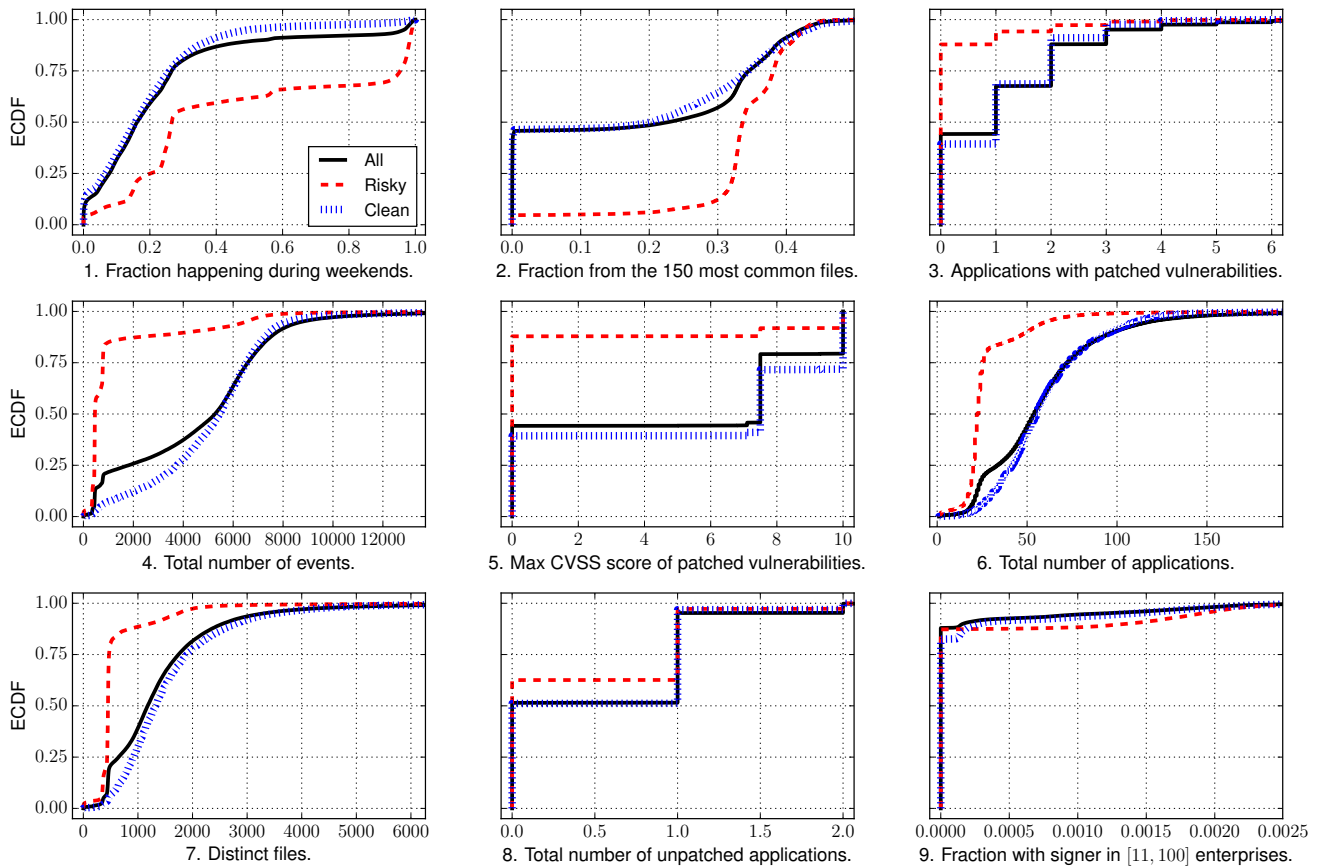 ECDF
1.00
0.75
0.50
0.25
0.00
0.0 0.2 0.4 0.6 0.8 1.0
All
Risky
Clean
1. Fraction happening during weekends.
0.0 0.1 0.2 0.3 0.4
2. Fraction from the 150 most common files.
0 1 2 3 4 5 6
3. Applications with patched vulnerabilities.
ECDF
1.00
0.75
0.50
0.25
0.00
0 2000 4000 6000 8000 10000 12000
4. Total number of events.
0 2 4 6 8 10
5. Max CVSS score of patched vulnerabilities.
0 50 100 150
6. Total number of applications.
ECDF
1.00
0.75
0.50
0.25
0.00
0 1000 2000 3000 4000 5000 6000
7. Distinct files.
0.0 0.5 1.0 1.5 2.0
8. Total number of unpatched applications.
0.0000 0.0005 0.0010 0.0015 0.0020 0.0025
9. Fraction with signer in [11, 100] enterprises.